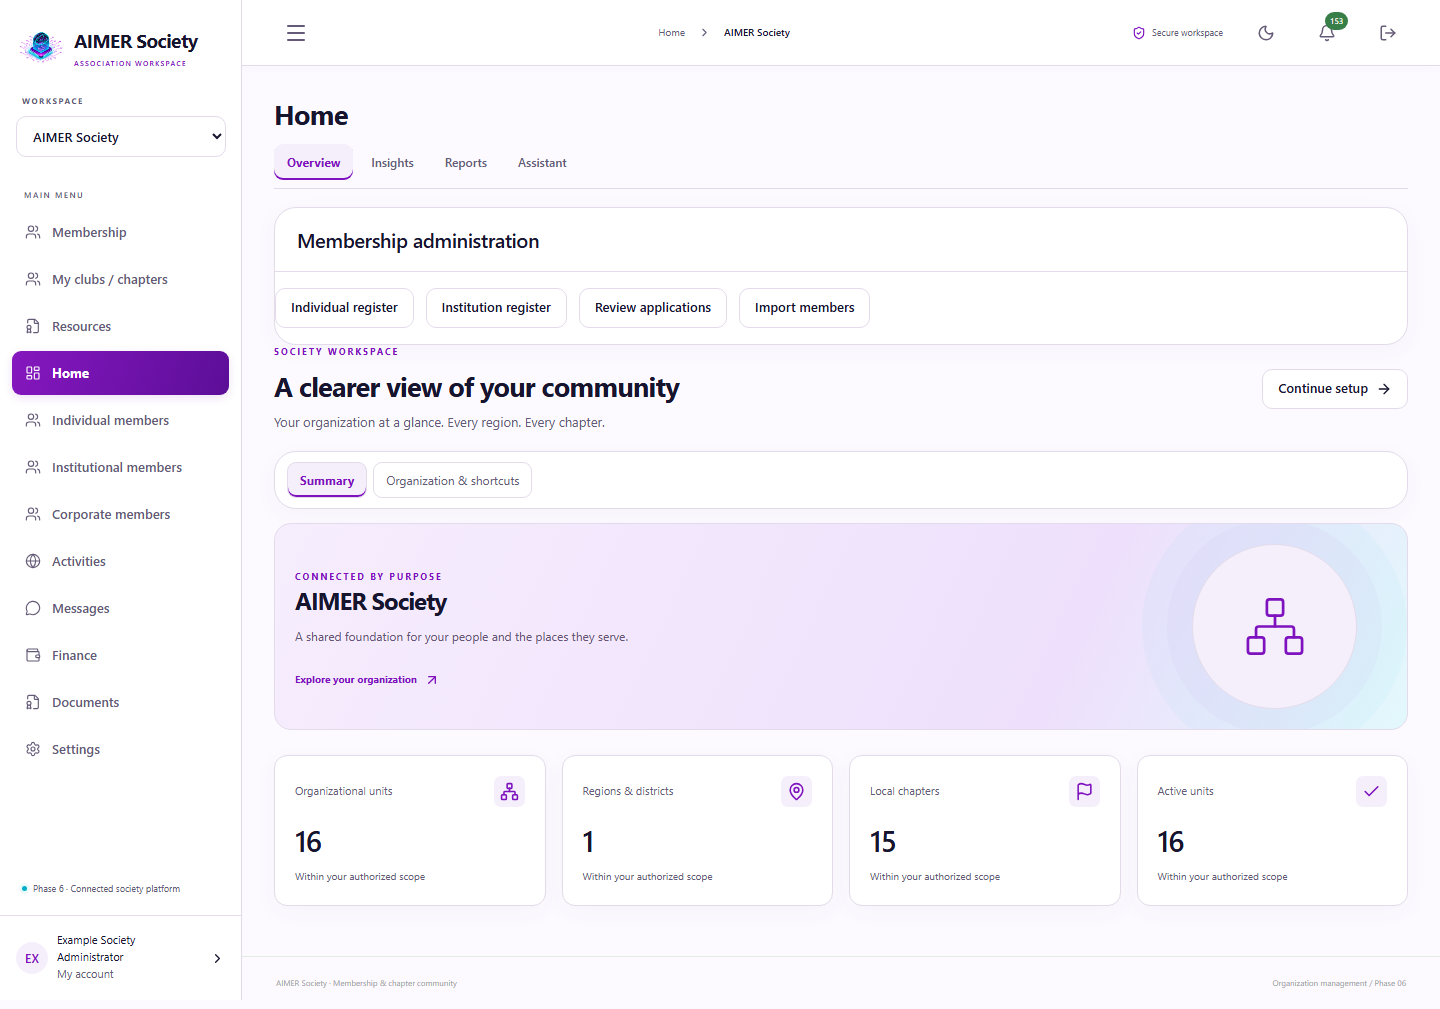 AIMER Society
ASSOCIATION WORKSPACE
WORKSPACE
AIMER Society
MAIN MENU
Membership
My clubs / chapters
Resources
Home
Individual members
Institutional members
Corporate members
Activities
Messages
Finance
Documents
Settings
Phase 6 · Connected society platform
EX
Example Society
Administrator
My account
Home
AIMER Society
Secure workspace
153
Home
Overview
Insights
Reports
Assistant
Membership administration
Individual register
Institution register
Review applications
Import members
SOCIETY WORKSPACE
A clearer view of your community
Your organization at a glance. Every region. Every chapter.
Continue setup
Summary
Organization & shortcuts
CONNECTED BY PURPOSE
AIMER Society
A shared foundation for your people and the places they serve.
Explore your organization
Organizational units
16
Within your authorized scope
Regions & districts
1
Within your authorized scope
Local chapters
15
Within your authorized scope
Active units
16
Within your authorized scope
AIMER Society · Membership & chapter community
Organization management / Phase 06